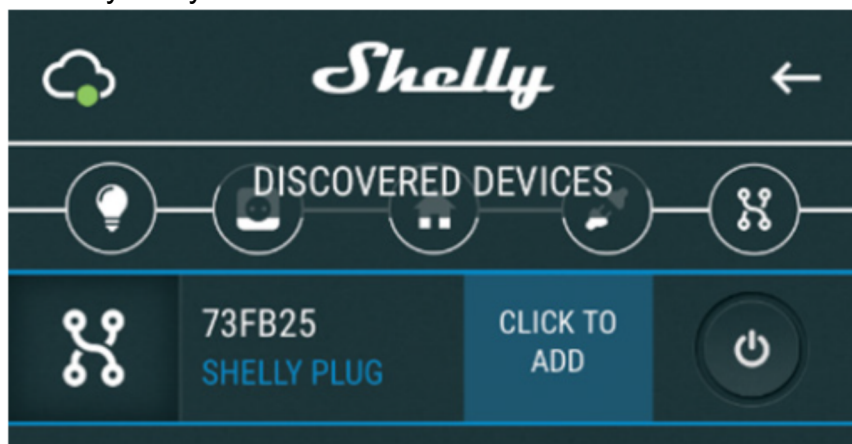 Shelly
DISCOVERED DEVICES
73FB25
SHELLY PLUG
CLICK TO
ADD